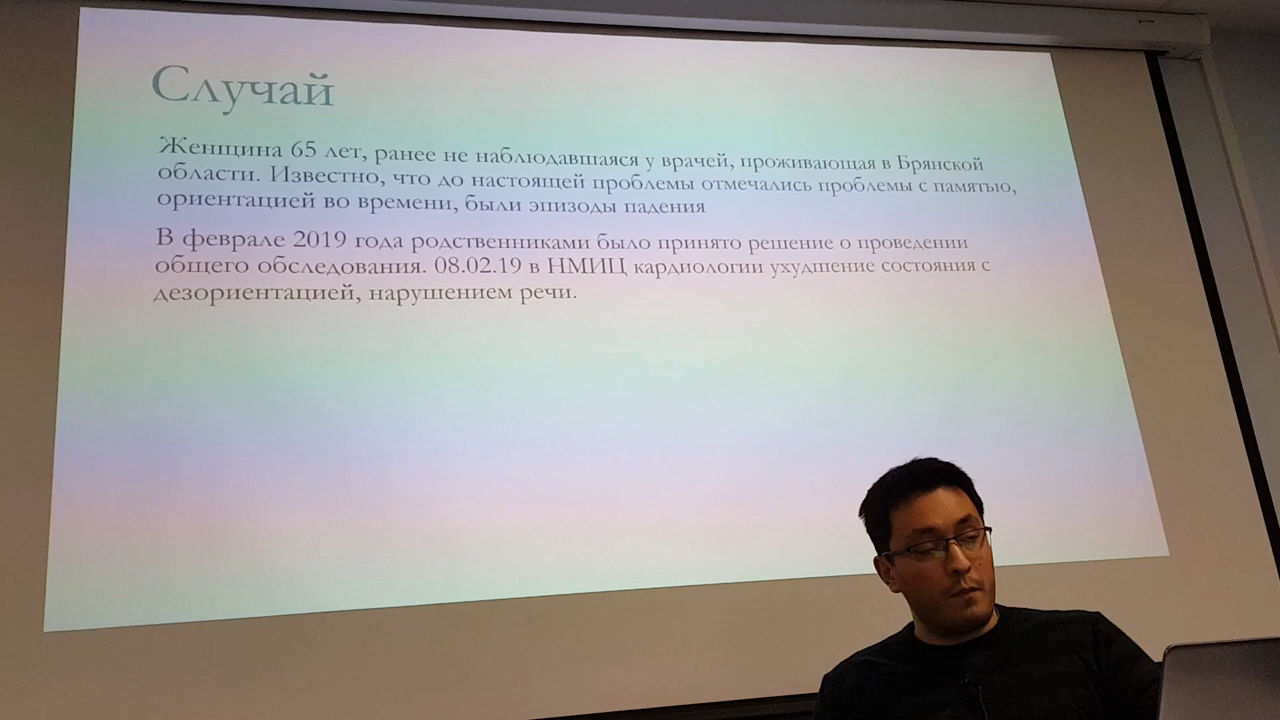 Случай
Женщина 65 лет, ранее не наблюдавшаяся у врачей, проживающая в Брянской
области. Известно, что до настоящей проблемы отмечались проблемы с памятью,
ориентацией во времени, были эпизоды падения
В феврале 2019 года родственниками было принято решение о проведении
общего обследования. 08.02.19 в НМИЦ кардиологии ухудшение состояния с
дезориентацией, нарушением речи.